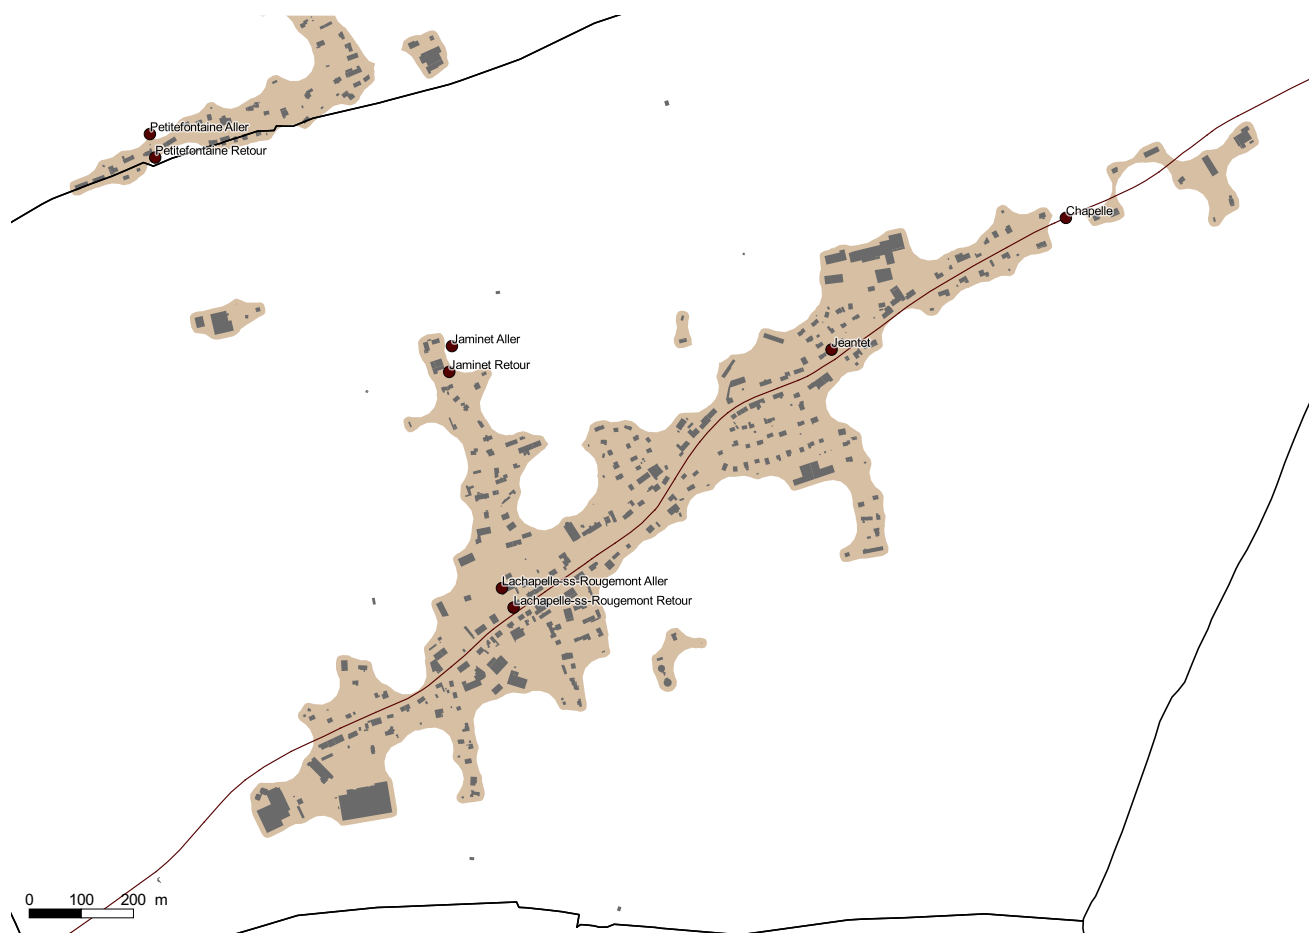 Petitefontaine Aller
Petitefontaine Retour
Chapelle
Jaminet Aller
Jeantet
Jaminet Retour
Lachapelle-ss-Rougemont Aller
Lachapelle-ss-Rougemont Retour
0 100 200 m